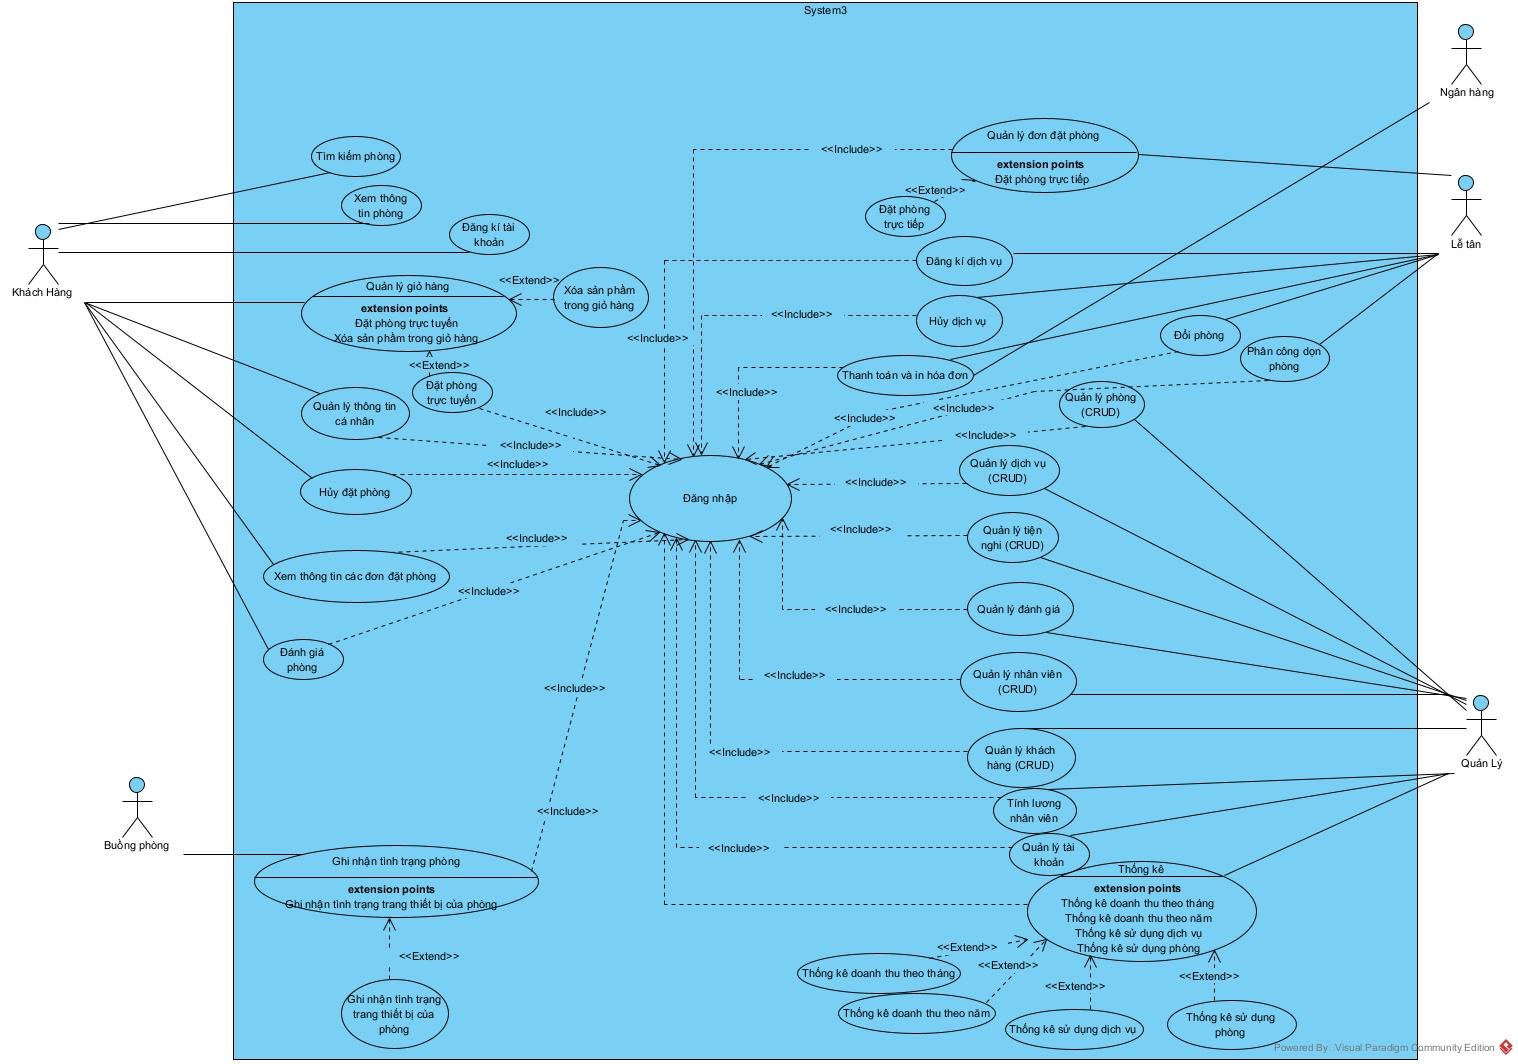 System3
Ngân hàng
Quản lý đơn đặt phòng
<<Include>>
extension points
Đặt phòng trực tiếp
Tìm kiếm phòng
<<Extend>>
Xem thông
tin phòng
Đặt phòng
trực tiếp
Lễ tân
Đăng kí tài
khoản
Đăng kí dịch vụ
Khách Hàng
<<Extend>>
Quản lý giỏ hàng
Xóa sản phầm
trong giỏ hàng
extension points
Đặt phòng trực tuyến
Xóa sản phầm trong giỏ hàng
<<Include>>
Hủy dịch vụ
<<Include>>
Đổi phòng
Phân công dọn
phòng
<<Extend>>
Thanh toán và in hóa đơn
Đặt phòng
trực tuyến
<<Include>>
Quản lý phòng
(CRUD)
Quản lý thông tin
cá nhân
<<Include>>
<<Include>>
<<Include>>
<<Include>>
<<Include>>
<<Include>>
Quản lý dịch vụ
(CRUD)
Hủy đặt phòng
Đăng nhập
<<Include>>
<<Include>>
Quản lý tiện
nghi (CRUD)
<<Include>>
Xem thông tin các đơn đặt phòng
<<Include>>
<<Include>>
Quản lý đánh giá
Đánh giá
phòng
<<Include>>
Quản lý nhân viên
(CRUD)
<<Include>>
<<Include>>
Quản lý khách
hàng (CRUD)
Quản Lý
<<Include>>
Tính lương
nhân viên
<<Include>>
Buồng phòng
<<Include>>
Quản lý tài
khoản
Ghi nhận tình trạng phòng
extension points
Ghi nhận tình trạng trang thiết bị của phòng
Thống kê
extension points
Thống kê doanh thu theo tháng
Thống kê doanh thu theo năm
Thống kê sử dụng dịch vụ
Thống kê sử dụng phòng
<<Extend>>
<<Extend>>
<<Extend>>
<<Extend>>
<<Extend>>
Thống kê doanh thu theo tháng
Ghi nhận tình trạng
trang thiết bị của
phòng
Thống kê doanh thu theo năm
Thống kê sử dụng dịch vụ
Thống kê sử dụng
phòng
Powered By: Visual Paradigm Community Edition